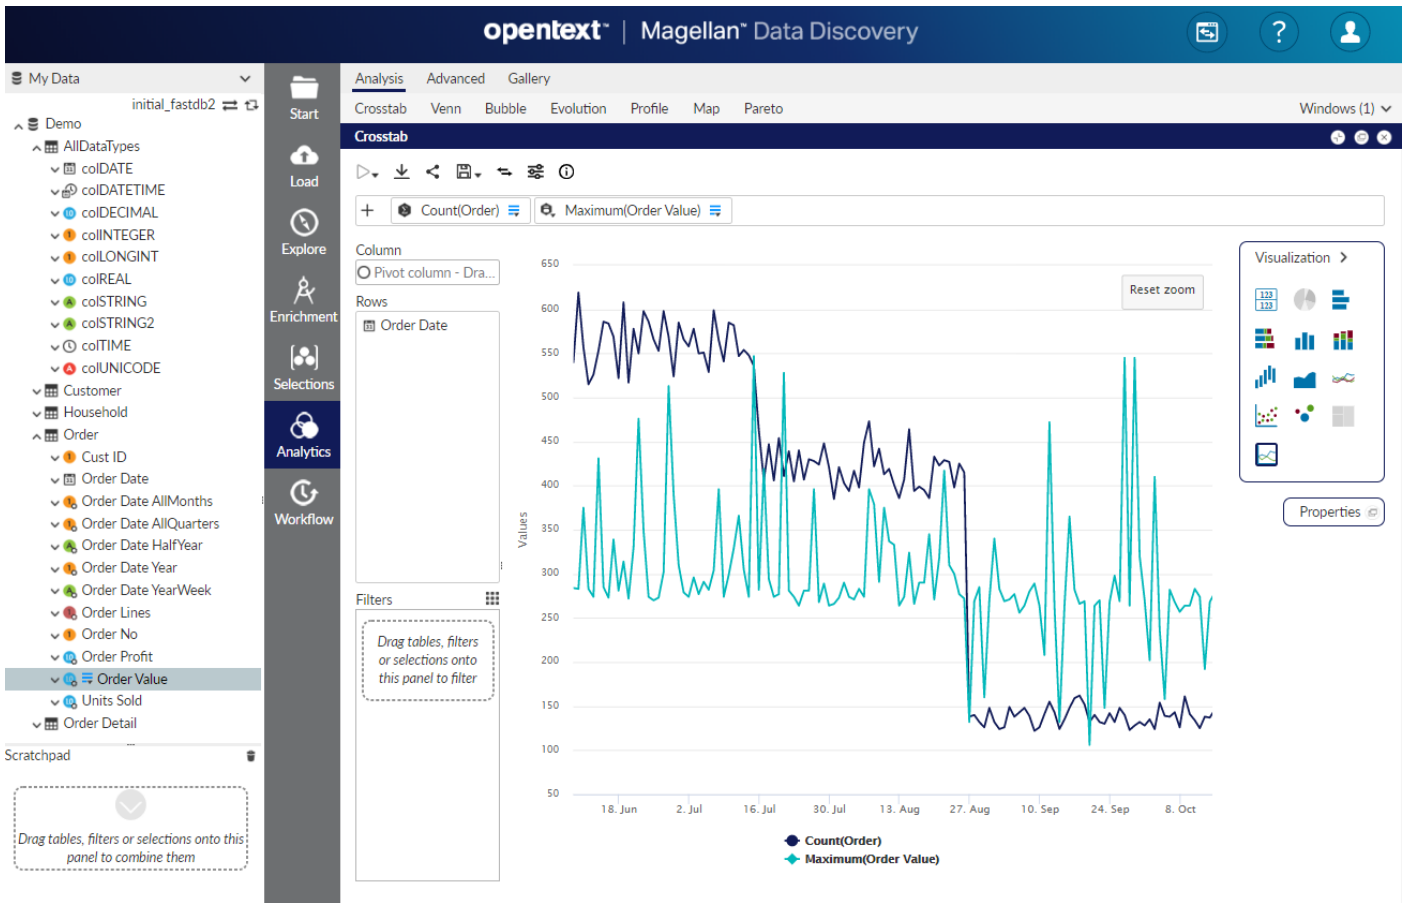 opentext™ | Magellan™ Data Discovery
?
My Data
initial_fastdb2
Demo
AllDataTypes
colDATE
colDATETIME
colDECIMAL
colINTEGER
colLONGINT
colREAL
colSTRING
colSTRING2
colTIME
colUNICODE
Customer
Household
Order
Cust ID
Order Date
Order Date AllMonths
Order Date AllQuarters
Order Date HalfYear
Order Date Year
Order Date YearWeek
Order Lines
Order No
Order Profit
Order Value
Units Sold
Order Detail
Scratchpad
Drag tables, filters or selections onto this
panel to combine them
Start
Load
Explore
Enrichment
Selections
Analytics
Workflow
Analysis Advanced Gallery
Crosstab Venn Bubble Evolution Profile Map Pareto Windows (1)
Crosstab
+ Count(Order) Maximum(Order Value)
Column
Pivot column - Dra...
Rows
Order Date
Filters
Drag tables, filters
or selections onto
this panel to filter
650
600
550
500
450
400
350
300
250
200
150
100
50
Values
Reset zoom
18. Jun 2. Jul 16. Jul 30. Jul 13. Aug 27. Aug 10. Sep 24. Sep 8. Oct
Count(Order)
Maximum(Order Value)
Visualization
123
123
Properties